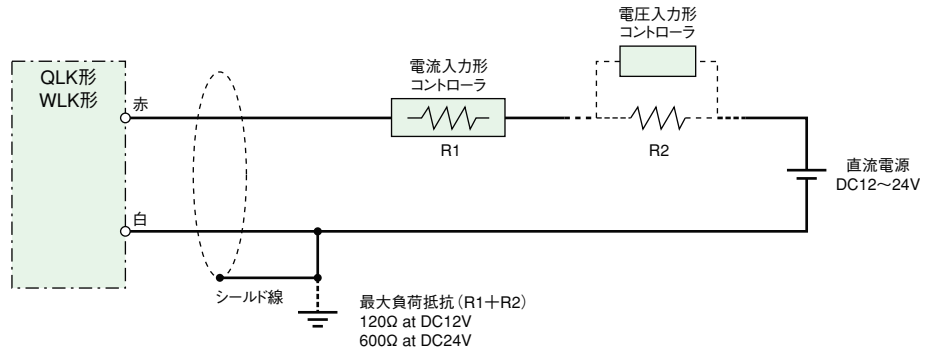 QLK形
WLK形
赤
白
シールド線
電流入力形
コントローラ
R1
電圧入力形
コントローラ
R2
直流電源
DC12〜24V
最大負荷抵抗(R1+R2)
120Ω at DC12V
600Ω at DC24V